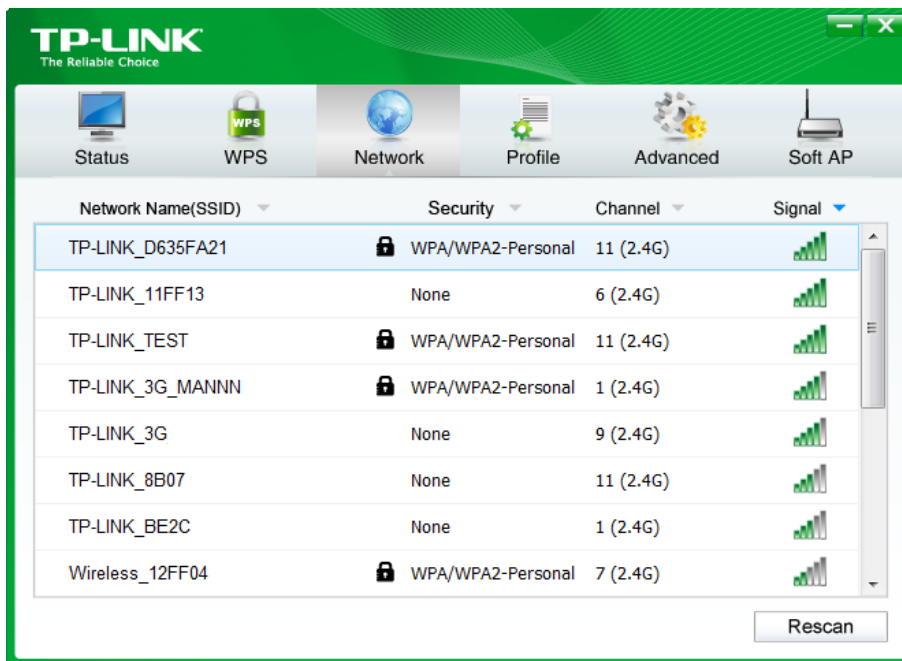 TP-LINK
The Reliable Choice
WPS
Status WPS Network Profile Advanced Soft AP
Network Name(SSID) Security Channel Signal
TP-LINK_D635FA21 WPA/WPA2-Personal 11 (2.4G)
TP-LINK_11FF13 None 6 (2.4G)
TP-LINK_TEST WPA/WPA2-Personal 11 (2.4G)
TP-LINK_3G_MANNN WPA/WPA2-Personal 1 (2.4G)
TP-LINK_3G None 9 (2.4G)
TP-LINK_8B07 None 11 (2.4G)
TP-LINK_BE2C None 1 (2.4G)
Wireless_12FF04 WPA/WPA2-Personal 7 (2.4G)
Rescan